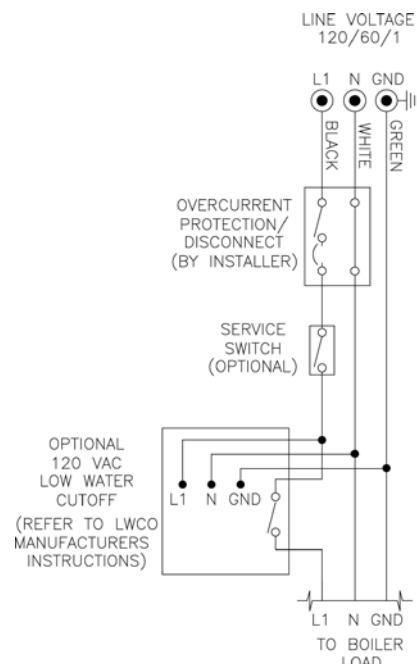 LINE VOLTAGE
120/60/1
L1 N GND
BLACK
WHITE
GREEN
OVERCURRENT
PROTECTION/
DISCONNECT
(BY INSTALLER)
SERVICE
SWITCH
(OPTIONAL)
OPTIONAL
120 VAC
LOW WATER
CUTOFF
(REFER TO LWCO
MANUFACTURERS
INSTRUCTIONS)
L1 N GND
L1 N GND
TO BOILER
LOAD